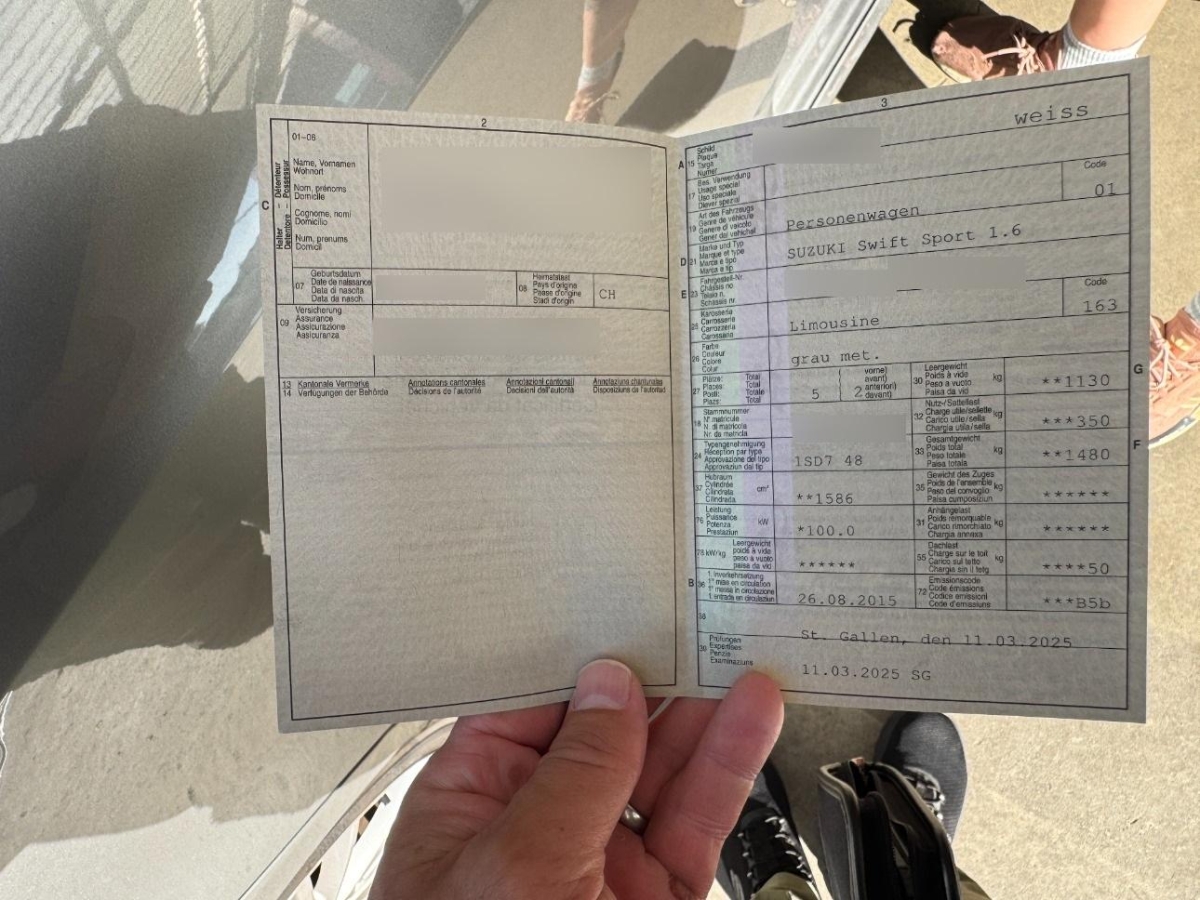 2
01-06
Halter - Détenteur
Detentore - Possessur
C
Name, Vornamen
Wohnort
Nom, prénoms
Domicile
Cognome, nomi
Domicilio
Num, prenums
Domicil
07
Geburtsdatum
Date de naissance
Data di nascita
Data da nasch.
08
Heimatstaat
Pays d'origine
Paese d'origine
Stadi d'origin
CH
09
Versicherung
Assurance
Assicurazione
Assicuranza
13
14
Kantonale Vermerke
Verfügungen der Behörde
Annotations cantonales
Décisions de l'autorité
Annotazioni cantonali
Decisioni dell'autorità
Annotaziuns chantunalas
Disposiziuns da l'autoritad
3
A
15
Schild
Plaque
Targa
Numer
weiss
17
Bes. Verwendung
Usage spécial
Uso speciale
Diever spezial
Code
01
19
Art des Fahrzeugs
Genre de véhicule
Genere di veicolo
Gener dal vehichel
Personenwagen
D
21
Marke und Typ
Marque et type
Marca e tipo
Marca e tip
SUZUKI Swift Sport 1.6
E
23
Fahrgestell-Nr.
Châssis no
Telaio n.
Schassis nr.
25
Karosserie
Carrosserie
Carrozzeria
Carossaria
Limousine
Code
163
26
Farbe
Couleur
Colore
Colur
grau met.
27
Plätze: Total
Places: Total
Posti: Totale
Plazs: Total
5
vorne)
avant)
anteriori)
davant)
2
30
Leergewicht
Poids à vide
Peso a vuoto
Paisa da vid
kg
**1130
G
18
Stammnummer
N° matricule
N. di matricola
Nr. da matricla
32
Nutz-/Sattellast
Charge utile/sellette
Carico utile/sella
Chargia utila/sella
kg
***350
24
Typengenehmigung
Réception par type
Approvazione del tipo
Approvaziun dal tip
1SD7 48
33
Gesamtgewicht
Poids total
Peso totale
Paisa totala
kg
**1480
F
37
Hubraum
Cylindrée
Cilindrata
Cilindrada
cm³
**1586
35
Gewicht des Zuges
Poids de l'ensemble
Peso del convoglio
Paisa cumposiziun
kg
******
76
Leistung
Puissance
Potenza
Prestaziun
kW
*100.0
31
Anhängelast
Poids remorquable
Carico rimorchiato
Chargia annexa
kg
******
78
kW/kg
Leergewicht
poids à vide
peso a vuoto
paisa da vid
******
55
Dachlast
Charge sur le toit
Carico sul tetto
Chargia sin il tetg
kg
****50
B
36
1. Inverkehrsetzung
1re mise en circulation
1a messa in circolazione
1. entrada en circulaziun
26.08.2015
72
Emissionscode
Code émissions
Codice emissioni
Code d'emissiuns
***B5b
38
St. Gallen, den 11.03.2025
39
Prüfungen
Expertises
Perizie
Examinaziuns
11.03.2025 SG